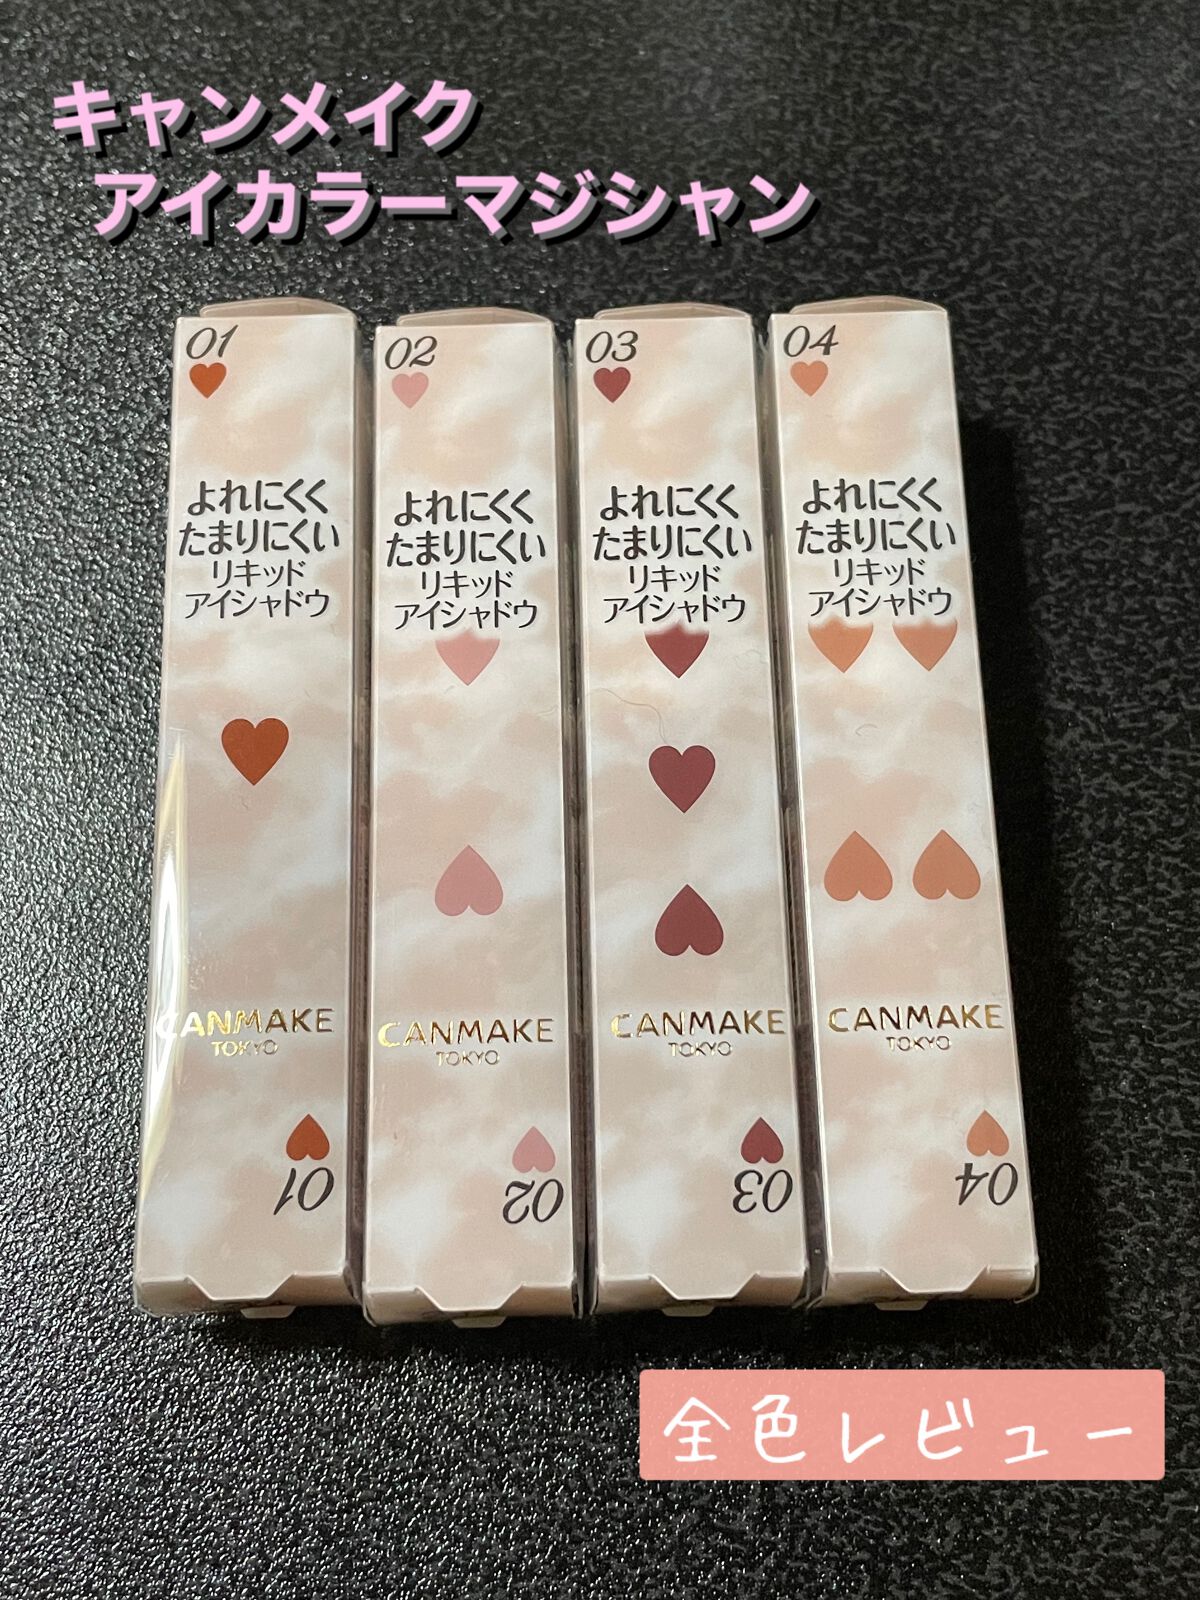 キャンメイク
アイカラーマジシャン
01
よれにくく
たまりにくい
リキッド
アイシャドウ
CANMAKE
TOKYO
01
02
よれにくく
たまりにくい
リキッド
アイシャドウ
CANMAKE
TOKYO
02
03
よれにくく
たまりにくい
リキッド
アイシャドウ
CANMAKE
TOKYO
03
04
よれにくく
たまりにくい
リキッド
アイシャドウ
CANMAKE
TOKYO
04
全色レビュー